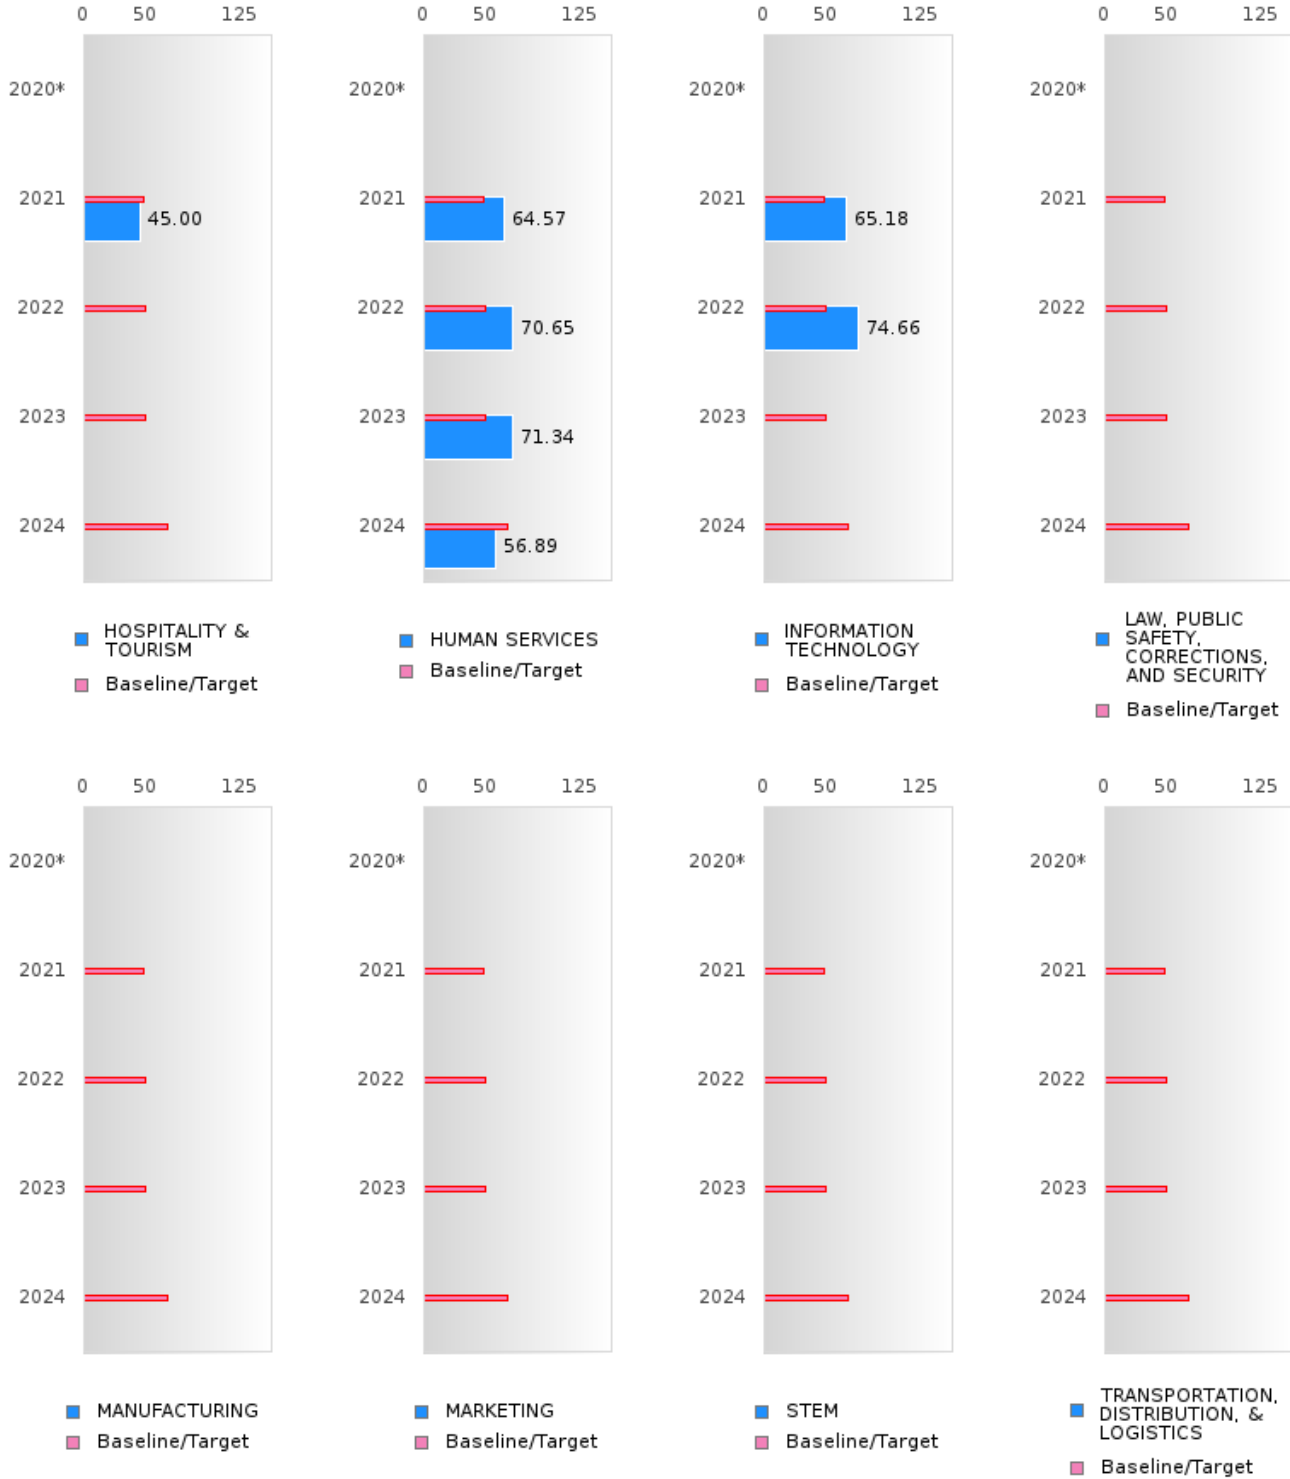 0 50 125
2020*
2021
45.00
2022
2023
2024
HOSPITALITY &
TOURISM
Baseline/Target
0 50 125
2020*
2021
64.57
2022
70.65
2023
71.34
2024
56.89
HUMAN SERVICES
Baseline/Target
0 50 125
2020*
2021
65.18
2022
74.66
2023
2024
INFORMATION
TECHNOLOGY
Baseline/Target
0 50 125
2020*
2021
2022
2023
2024
LAW, PUBLIC
SAFETY,
CORRECTIONS,
AND SECURITY
Baseline/Target
0 50 125
2020*
2021
2022
2023
2024
MANUFACTURING
Baseline/Target
0 50 125
2020*
2021
2022
2023
2024
MARKETING
Baseline/Target
0 50 125
2020*
2021
2022
2023
2024
STEM
Baseline/Target
0 50 125
2020*
2021
2022
2023
2024
TRANSPORTATION,
DISTRIBUTION, &
LOGISTICS
Baseline/Target